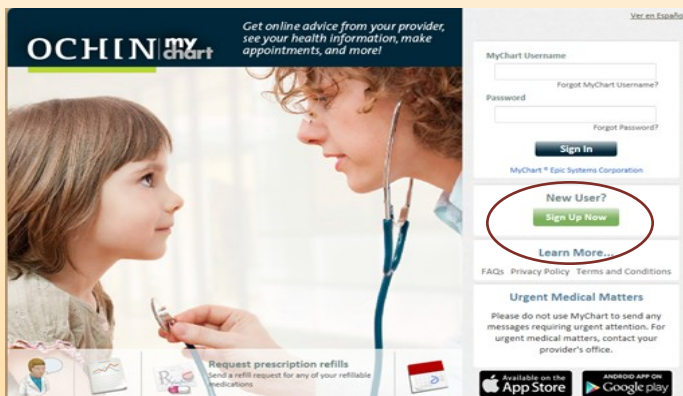 OCHIN my chart
Get online advice from your provider,
see your health information, make
appointments, and more!
Ver en Españo
MyChart Username
Forgot MyChart Username?
Password
Forgot Password?
Sign In
MyChart ® Epic Systems Corporation
New User?
Sign Up Now
Learn More...
FAQs Privacy Policy Terms and Conditions
Urgent Medical Matters
Please do not use MyChart to send any
messages requiring urgent attention. For
urgent medical matters, contact your
provider's office.
Request prescription refills
Send a refill request for any of your refillable
medications
Available on the
App Store
ANDROID APP ON
Google play